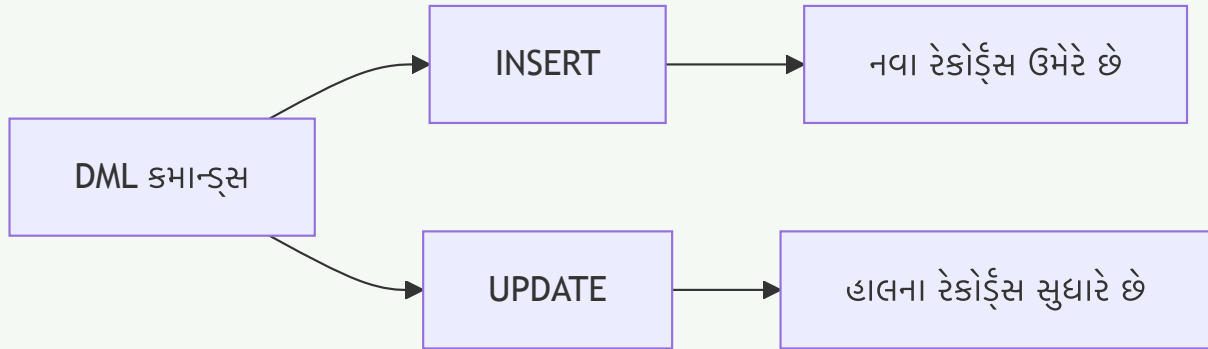 DML કમાન્ડ્સ
INSERT
નવા રેકોર્ડ્સ ઉમેરે છે
UPDATE
હાલના રેકોર્ડ્સ સુધારે છે